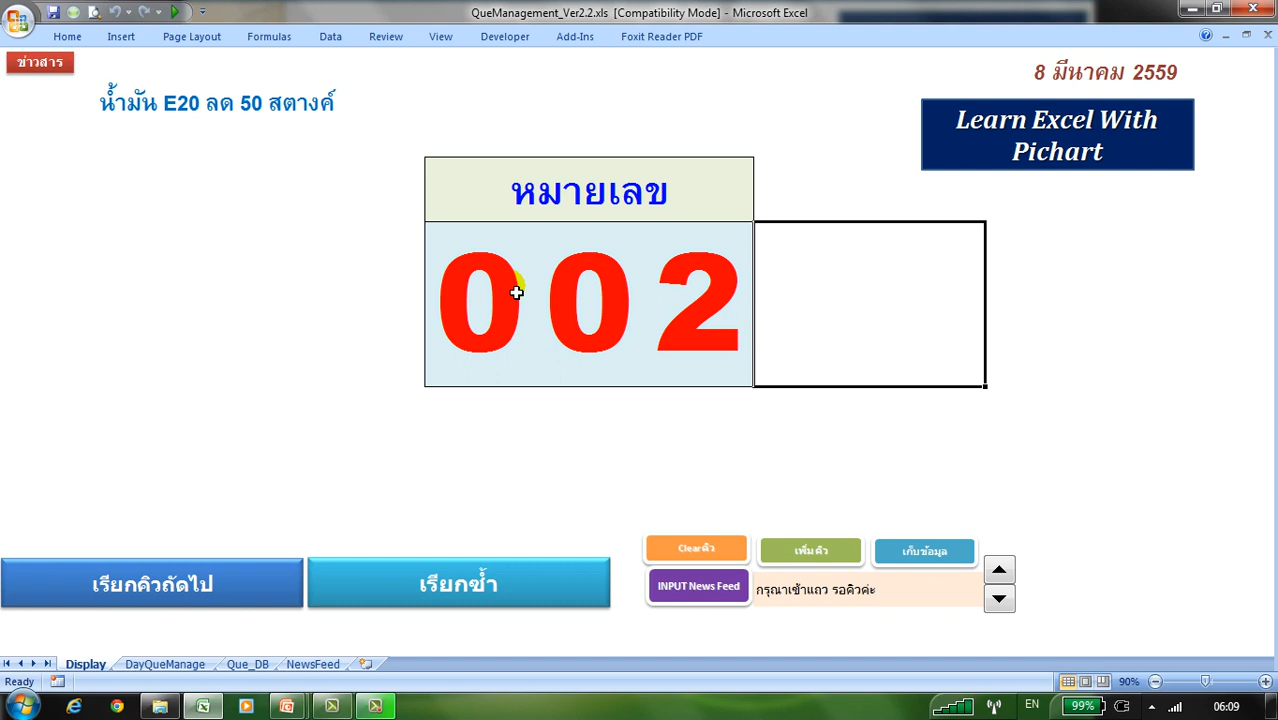 QueManagement_Ver2.2.xls [Compatibility Mode] - Microsoft Excel
Home Insert Page Layout Formulas Data Review View Developer Add-Ins Foxit Reader PDF
ข่าวสาร
8 มีนาคม 2559
น้ำมัน E20 ลด 50 สตางค์
Learn Excel With
Pichart
หมายเลข
002
Clearคิว เพิ่มคิว เก็บข้อมูล
เรียกคิวถัดไป เรียกซ้ำ INPUT News Feed กรุณาเข้าแถว รอคิวค่ะ
Display DayQueManage Que_DB NewsFeed
Ready 90%
EN 99% 06:09